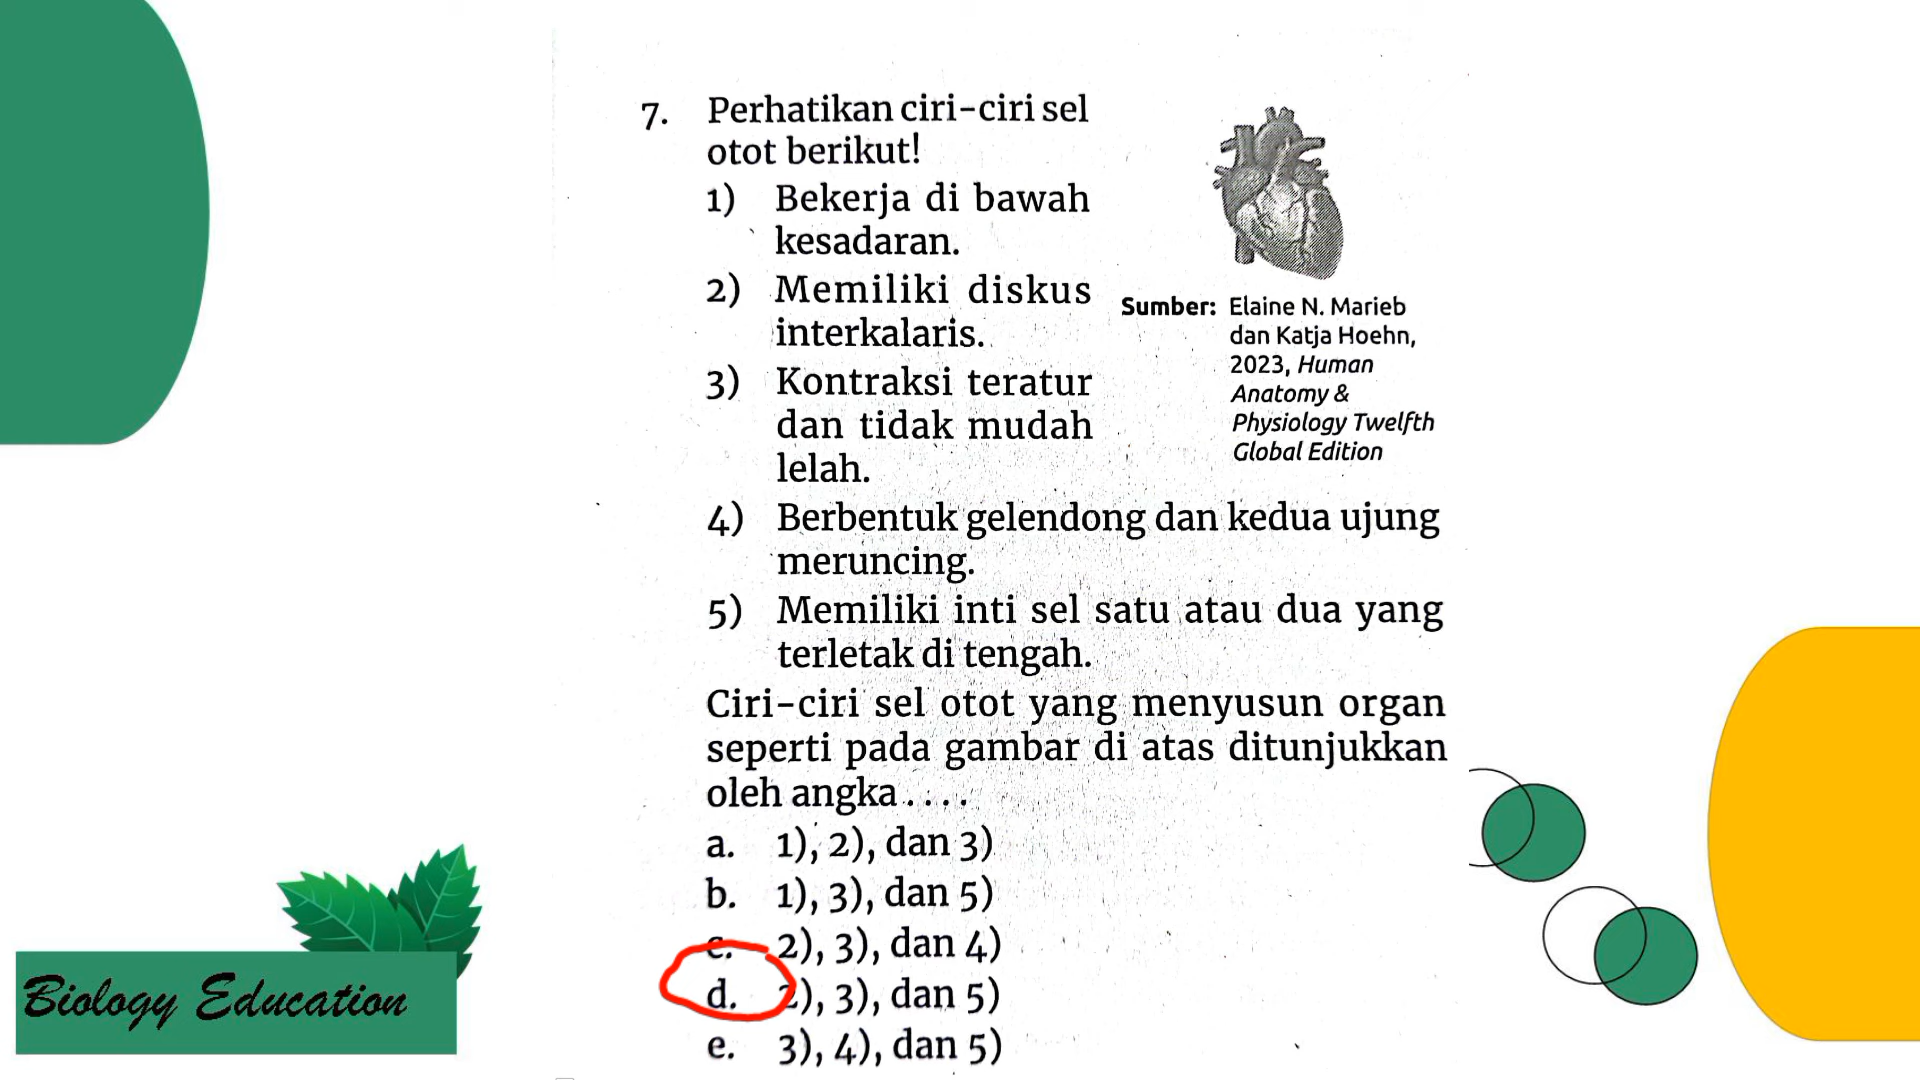 7. Perhatikan ciri-ciri sel
otot berikut!
1) Bekerja di bawah
kesadaran.
2) Memiliki diskus
interkalaris.
3) Kontraksi teratur
dan tidak mudah
lelah.
Sumber: Elaine N. Marieb
dan Katja Hoehn,
2023, Human
Anatomy &
Physiology Twelfth
Global Edition
4) Berbentuk gelendong dan kedua ujung
meruncing.
5) Memiliki inti sel satu atau dua yang
terletak di tengah.
Ciri-ciri sel otot yang menyusun organ
seperti pada gambar di atas ditunjukkan
oleh angka . . . .
a. 1), 2), dan 3)
b. 1), 3), dan 5)
c. 2), 3), dan 4)
d. 2), 3), dan 5)
e. 3), 4), dan 5)
Biology Education